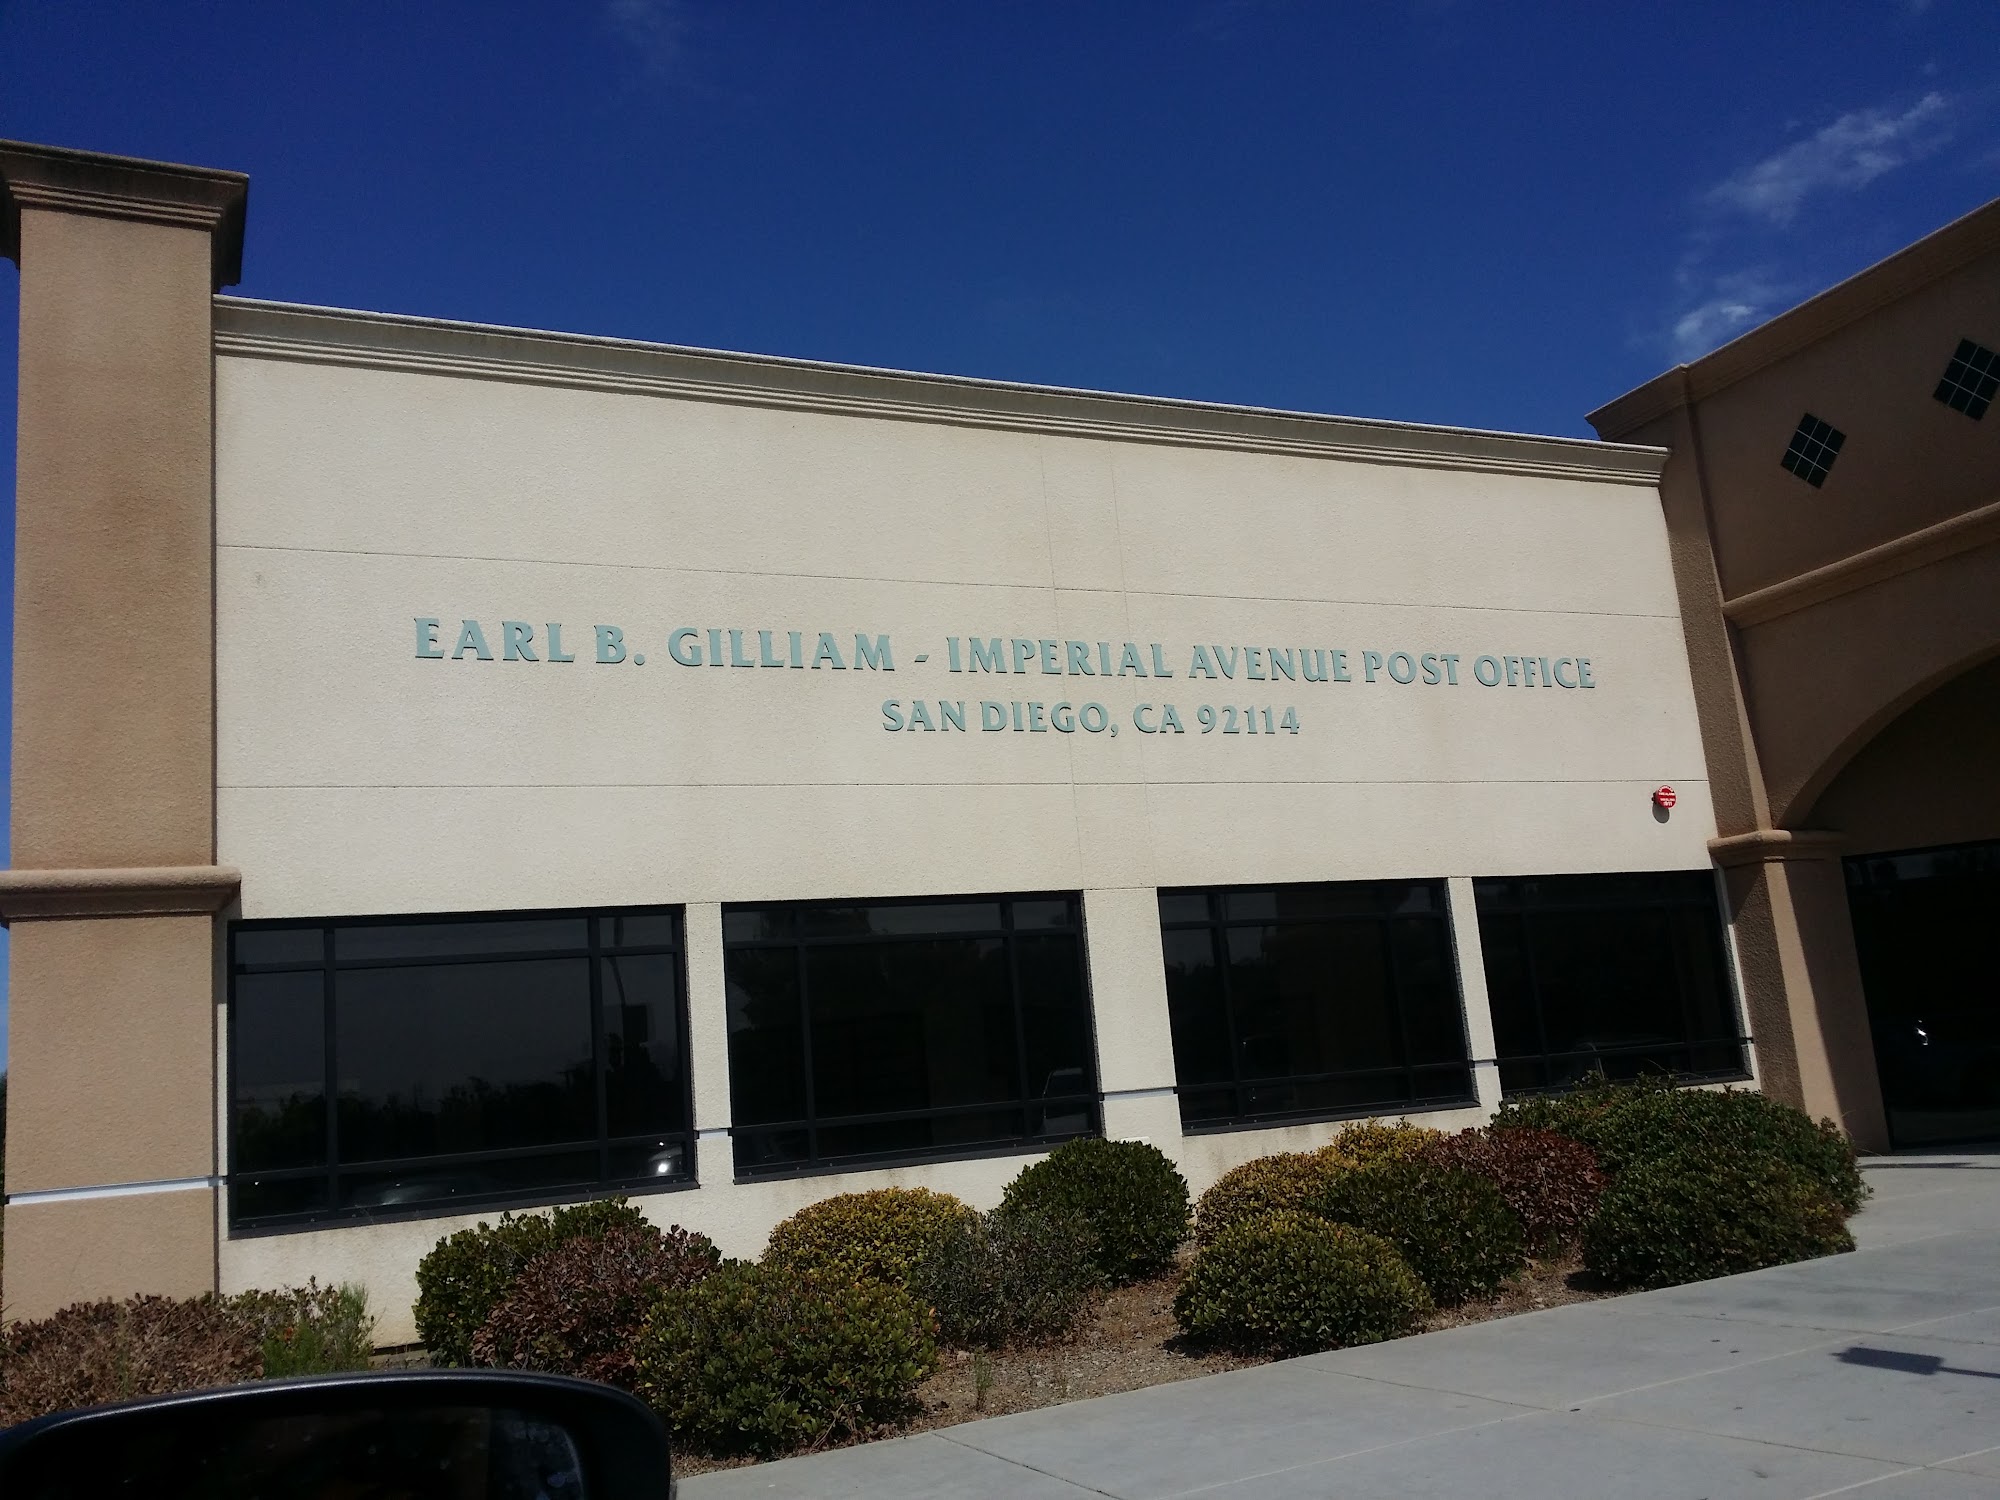 EARL B. GILLIAM - IMPERIAL AVENUE POST OFFICE
SAN DIEGO, CA 92114